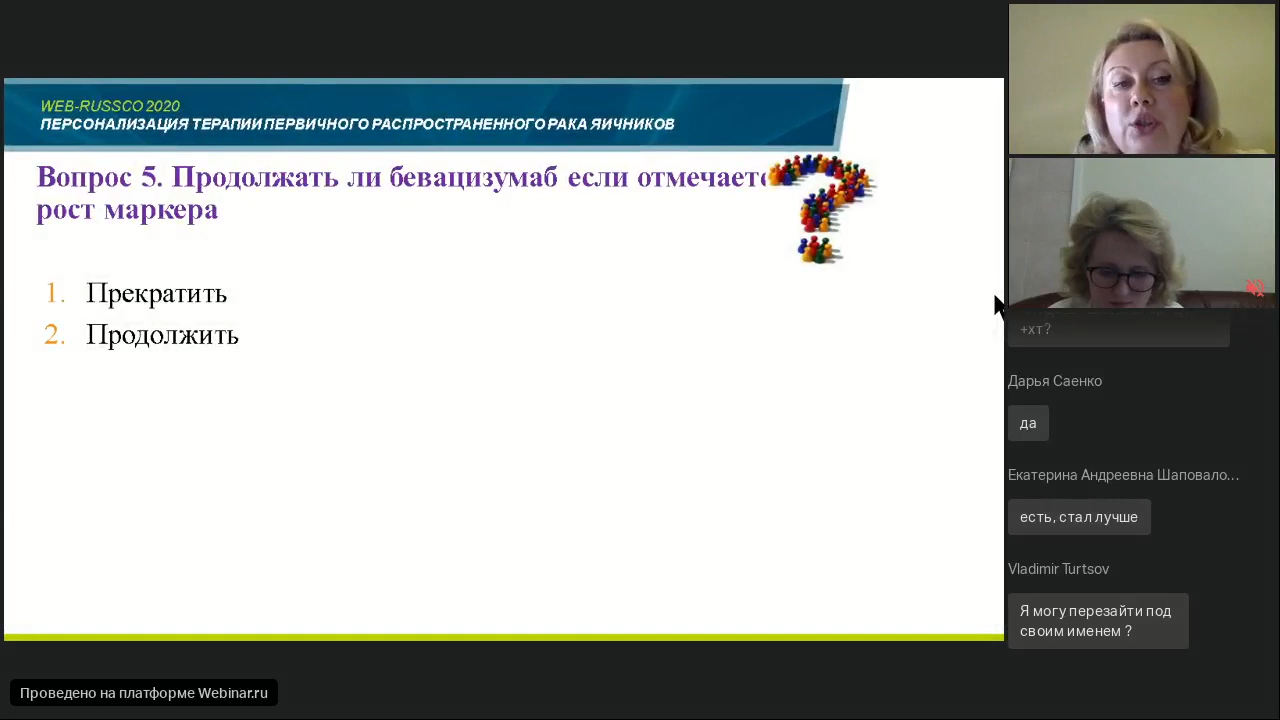 WEB-RUSSCO 2020
ПЕРСОНАЛИЗАЦИЯ ТЕРАПИИ ПЕРВИЧНОГО РАСПРОСТРАНЕННОГО РАКА ЯИЧНИКОВ
Вопрос 5. Продолжать ли бевацизумаб если отмечаетс
рост маркера
1. Прекратить
2. Продолжить
+хт?
Дарья Саенко
да
Екатерина Андреевна Шаповало...
есть, стал лучше
Vladimir Turtsov
Я могу перезайти под
своим именем ?
Проведено на платформе Webinar.ru